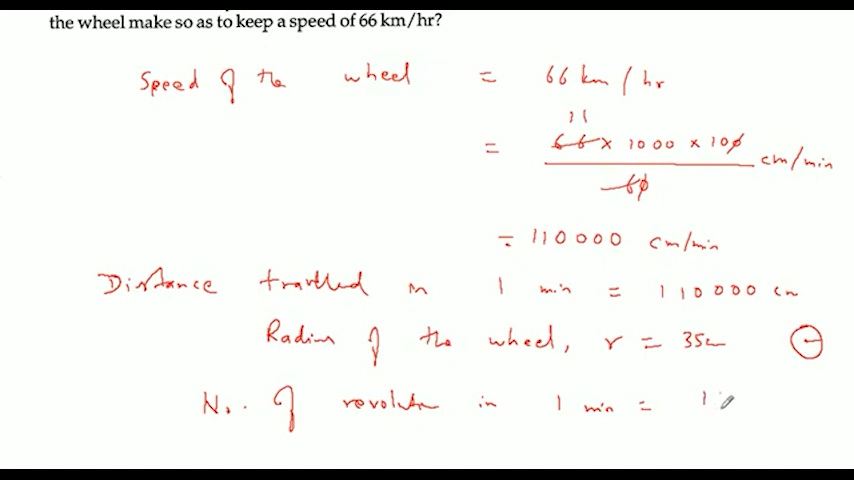 the wheel make so as to keep a speed of 66 km/hr?
Speed of the wheel = 66 km/hr
11
= 66 x 1000 x 100 cm/min
60
= 110000 cm/min
Distance travelled in 1 min = 110000 cm
Radius of the wheel, r = 35cm
No. of revolution in 1 min = 11